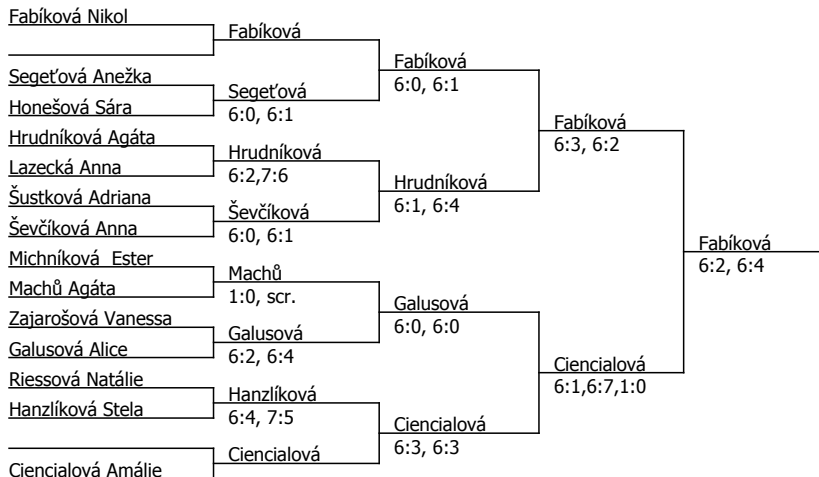 Fabíková Nikol
Fabíková
Fabíková
6:0, 6:1
Segeťová Anežka
Segeťová
6:0, 6:1
Honešová Sára
Fabíková
6:3, 6:2
Hrudníková Agáta
Hrudníková
6:2,7:6
Lazecká Anna
Hrudníková
6:1, 6:4
Šustková Adriana
Ševčíková
6:0, 6:1
Ševčíková Anna
Fabíková
6:2, 6:4
Michníková  Ester
Machů
1:0, scr.
Machů Agáta
Galusová
6:0, 6:0
Zajarošová Vanessa
Galusová
6:2, 6:4
Galusová Alice
Ciencialová
6:1,6:7,1:0
Riessová Natálie
Hanzlíková
6:4, 7:5
Hanzlíková Stela
Ciencialová
6:3, 6:3
Ciencialová
Ciencialová Amálie